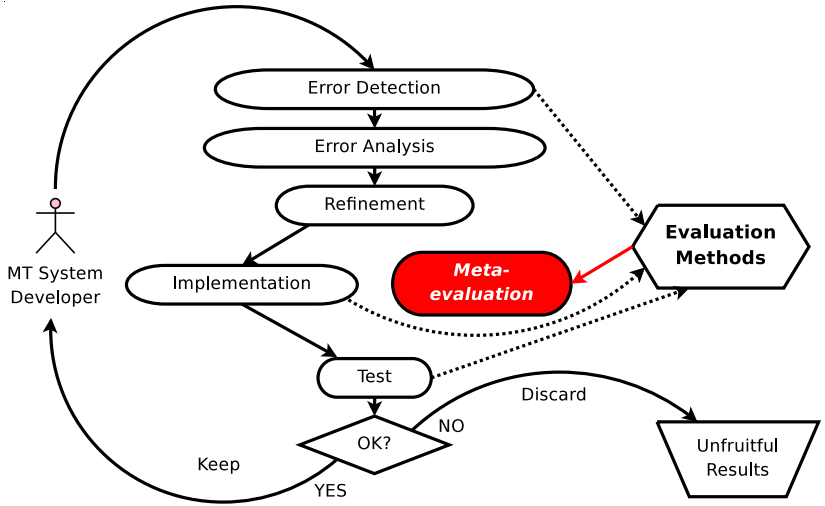 Error Detection
Error Analysis
Refinement
Evaluation
Methods
Meta-
evaluation
MT System
Developer
Implementation
Test
Discard
NO
OK?
Keep
YES
Unfruitful
Results